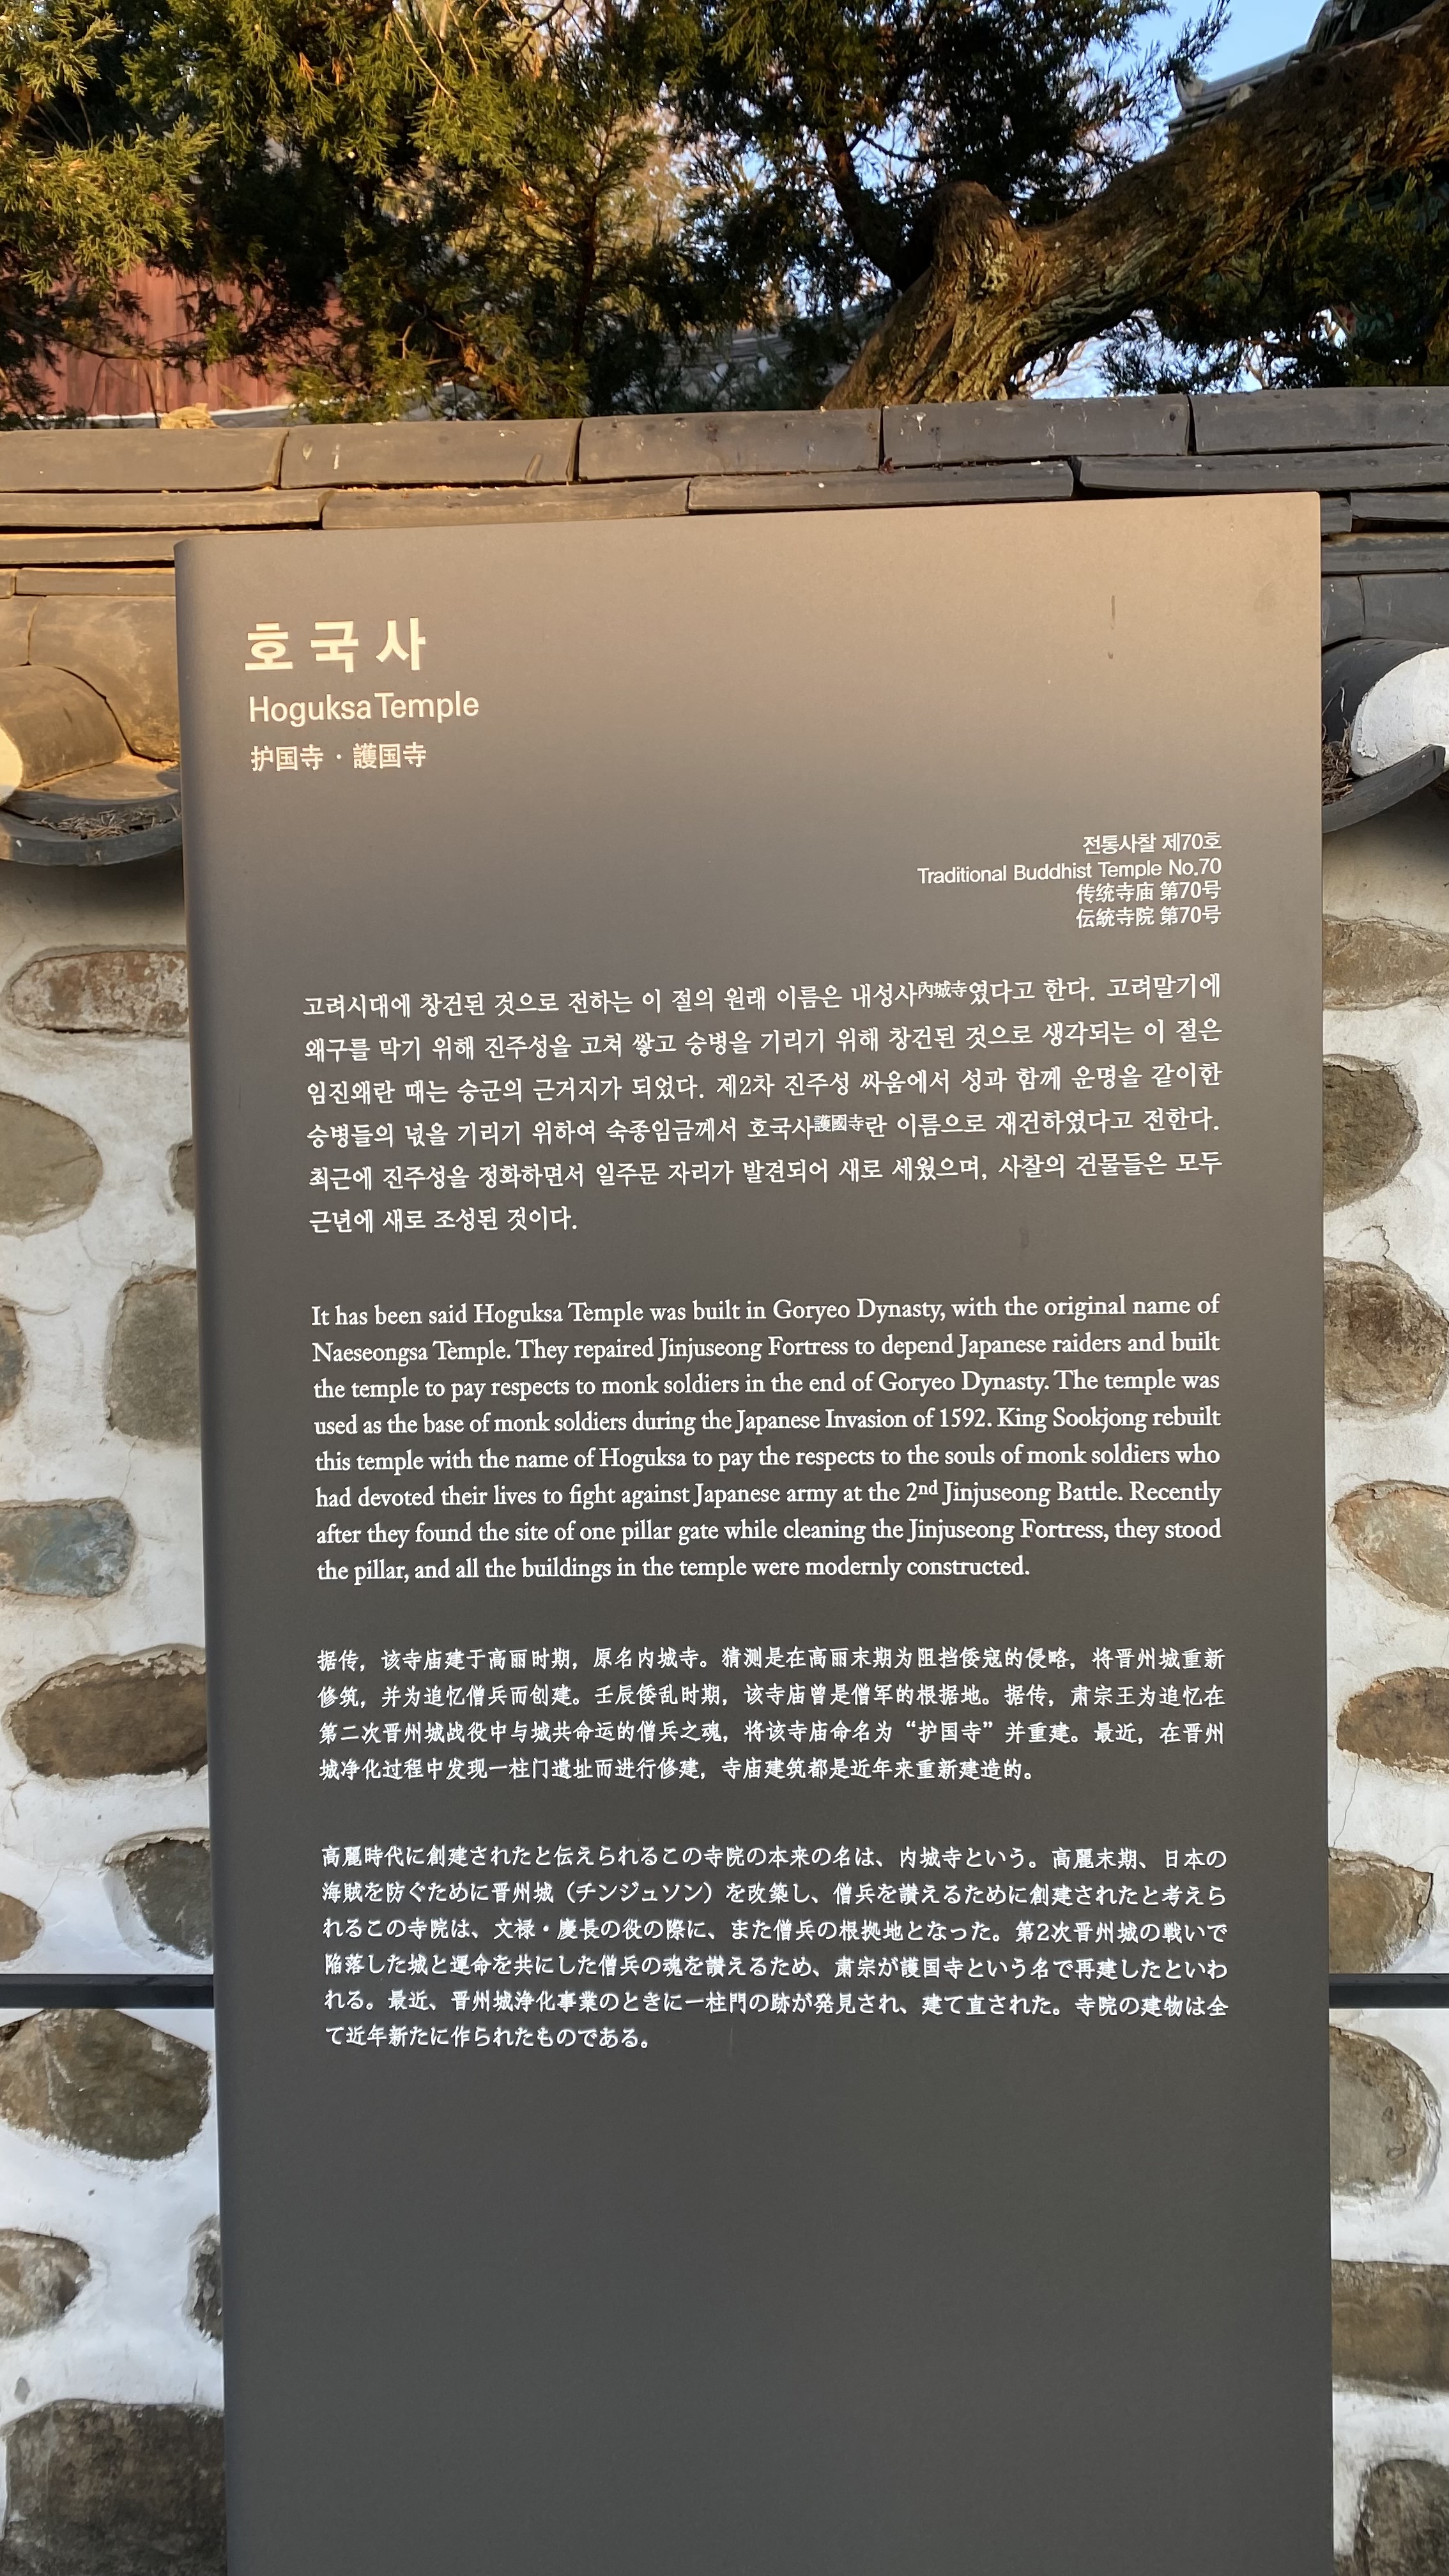 호국사
Hoguksa Temple
护国寺 · 護国寺
전통사찰 제70호
Traditional Buddhist Temple No.70
传统寺庙 第70号
伝統寺院 第70号
고려시대에 창건된 것으로 전하는 이 절의 원래 이름은 내성사內城寺였다고 한다. 고려말기에
왜구를 막기 위해 진주성을 고쳐 쌓고 승병을 기리기 위해 창건된 것으로 생각되는 이 절은
임진왜란 때는 승군의 근거지가 되었다. 제2차 진주성 싸움에서 성과 함께 운명을 같이한
승병들의 넋을 기리기 위하여 숙종임금께서 호국사護國寺란 이름으로 재건하였다고 전한다.
최근에 진주성을 정화하면서 일주문 자리가 발견되어 새로 세웠으며, 사찰의 건물들은 모두
근년에 새로 조성된 것이다.
It has been said Hoguksa Temple was built in Goryeo Dynasty, with the original name of
Naeseongsa Temple. They repaired Jinjuseong Fortress to depend Japanese raiders and built
the temple to pay respects to monk soldiers in the end of Goryeo Dynasty. The temple was
used as the base of monk soldiers during the Japanese Invasion of 1592. King Sookjong rebuilt
this temple with the name of Hoguksa to pay the respects to the souls of monk soldiers who
had devoted their lives to fight against Japanese army at the 2nd Jinjuseong Battle. Recently
after they found the site of one pillar gate while cleaning the Jinjuseong Fortress, they stood
the pillar, and all the buildings in the temple were modernly constructed.
据传，该寺庙建于高丽时期，原名内城寺。猜测是在高丽末期为阻挡倭寇的侵略，将晋州城重新
修筑，并为追忆僧兵而创建。壬辰倭乱时期，该寺庙曾是僧军的根据地。据传，肃宗王为追忆在
第二次晋州城战役中与城共命运的僧兵之魂，将该寺庙命名为“护国寺”并重建。最近，在晋州
城净化过程中发现一柱门遗址而进行修建，寺庙建筑都是近年来重新建造的。
高麗時代に創建されたと伝えられるこの寺院の本来の名は、内城寺という。高麗末期、日本の
海賊を防ぐために晋州城（チンジュソン）を改築し、僧兵を讃えるために創建されたと考えら
れるこの寺院は、文禄・慶長の役の際に、また僧兵の根拠地となった。第2次晋州城の戦いで
陥落した城と運命を共にした僧兵の魂を讃えるため、粛宗が護国寺という名で再建したといわ
れる。最近、晋州城浄化事業のときに一柱門の跡が発見され、建て直された。寺院の建物は全
て近年新たに作られたものである。